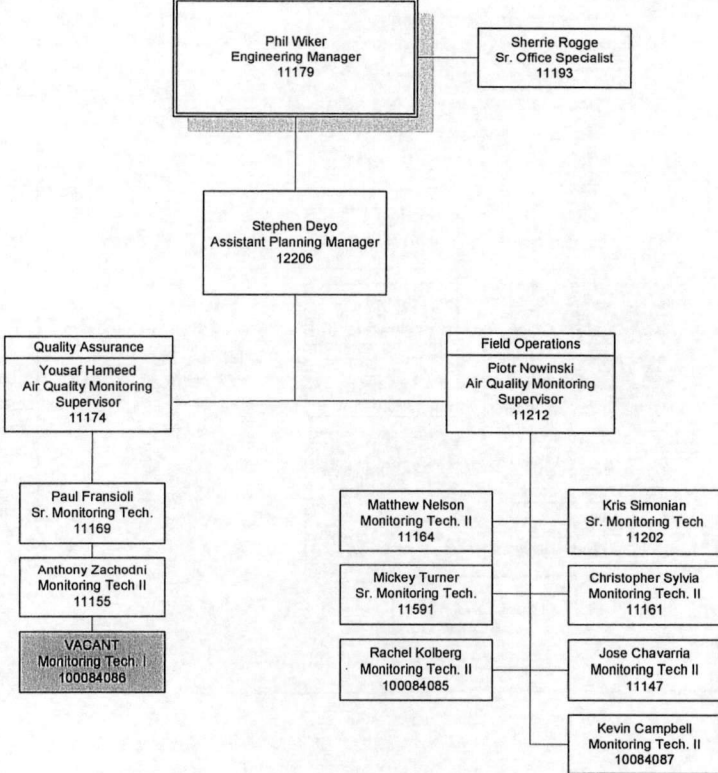 Phil Wiker
Engineering Manager
11179
Sherrie Rogge
Sr. Office Specialist
11193
Stephen Deyo
Assistant Planning Manager
12206
Quality Assurance
Yousaf Hameed
Air Quality Monitoring
Supervisor
11174
Field Operations
Piotr Nowinski
Air Quality Monitoring
Supervisor
11212
Paul Fransioli
Sr. Monitoring Tech.
11169
Anthony Zachodni
Monitoring Tech II
11155
VACANT
Monitoring Tech. I
100084086
Matthew Nelson
Monitoring Tech. II
11164
Kris Simonian
Sr. Monitoring Tech
11202
Mickey Turner
Sr. Monitoring Tech.
11591
Christopher Sylvia
Monitoring Tech. II
11161
Rachel Kolberg
Monitoring Tech. II
100084085
Jose Chavarria
Monitoring Tech II
11147
Kevin Campbell
Monitoring Tech. II
10084087